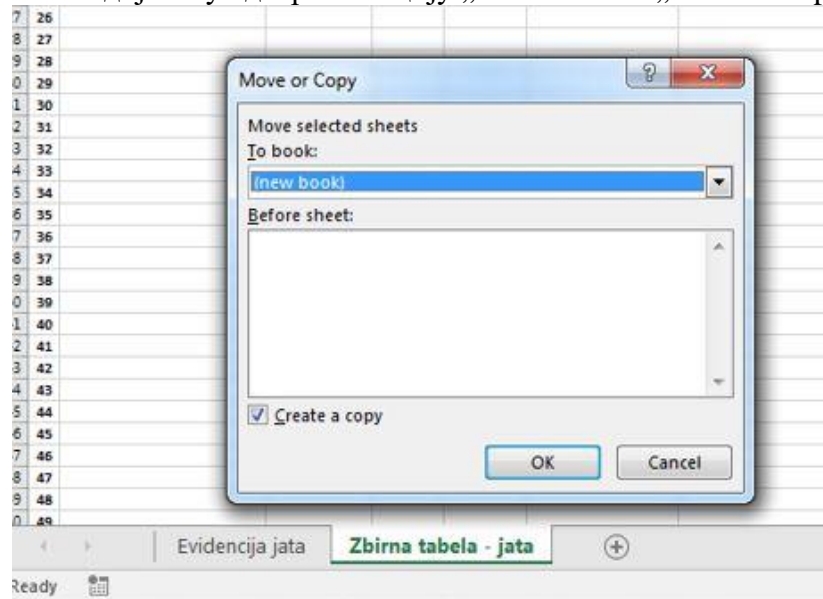 26
27
28
29
30
31
32
33
34
35
36
37
38
39
40
41
42
43
44
45
46
47
48
49
Move or Copy
Move selected sheets
To book:
(new book)
Before sheet:
Create a copy
OK
Cancel
Evidencija jata
Zbirna tabela - jata
Ready